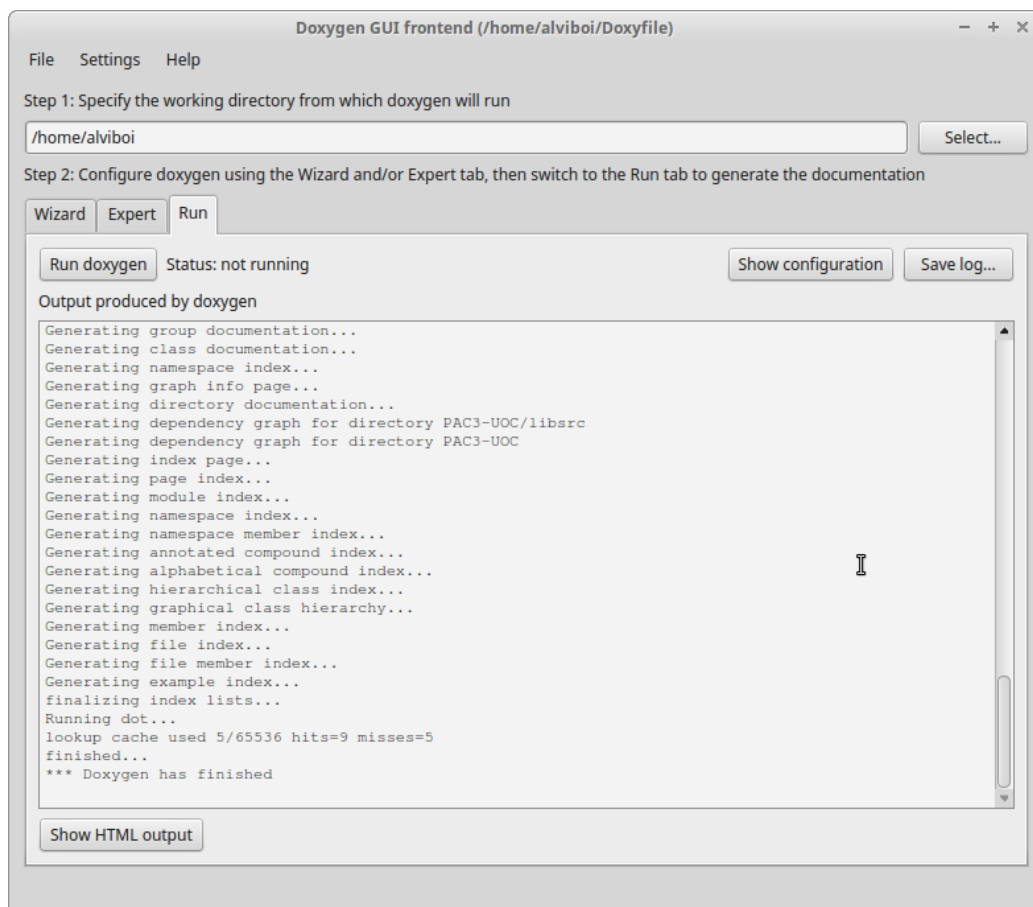 Doxygen GUI frontend (/home/alviboi/Doxyfile)
File Settings Help
Step 1: Specify the working directory from which doxygen will run
/home/alviboi Select...
Step 2: Configure doxygen using the Wizard and/or Expert tab, then switch to the Run tab to generate the documentation
Wizard Expert Run
Run doxygen Status: not running Show configuration Save log...
Output produced by doxygen
Generating group documentation...
Generating class documentation...
Generating namespace index...
Generating graph info page...
Generating directory documentation...
Generating dependency graph for directory PAC3-UOC/libsrc
Generating dependency graph for directory PAC3-UOC
Generating index page...
Generating page index...
Generating module index...
Generating namespace index...
Generating namespace member index...
Generating annotated compound index...
Generating alphabetical compound index...
Generating hierarchical class index...
Generating graphical class hierarchy...
Generating member index...
Generating file index...
Generating file member index...
Generating example index...
finalizing index lists...
Running dot...
lookup cache used 5/65536 hits=9 misses=5
finished...
*** Doxygen has finished
Show HTML output